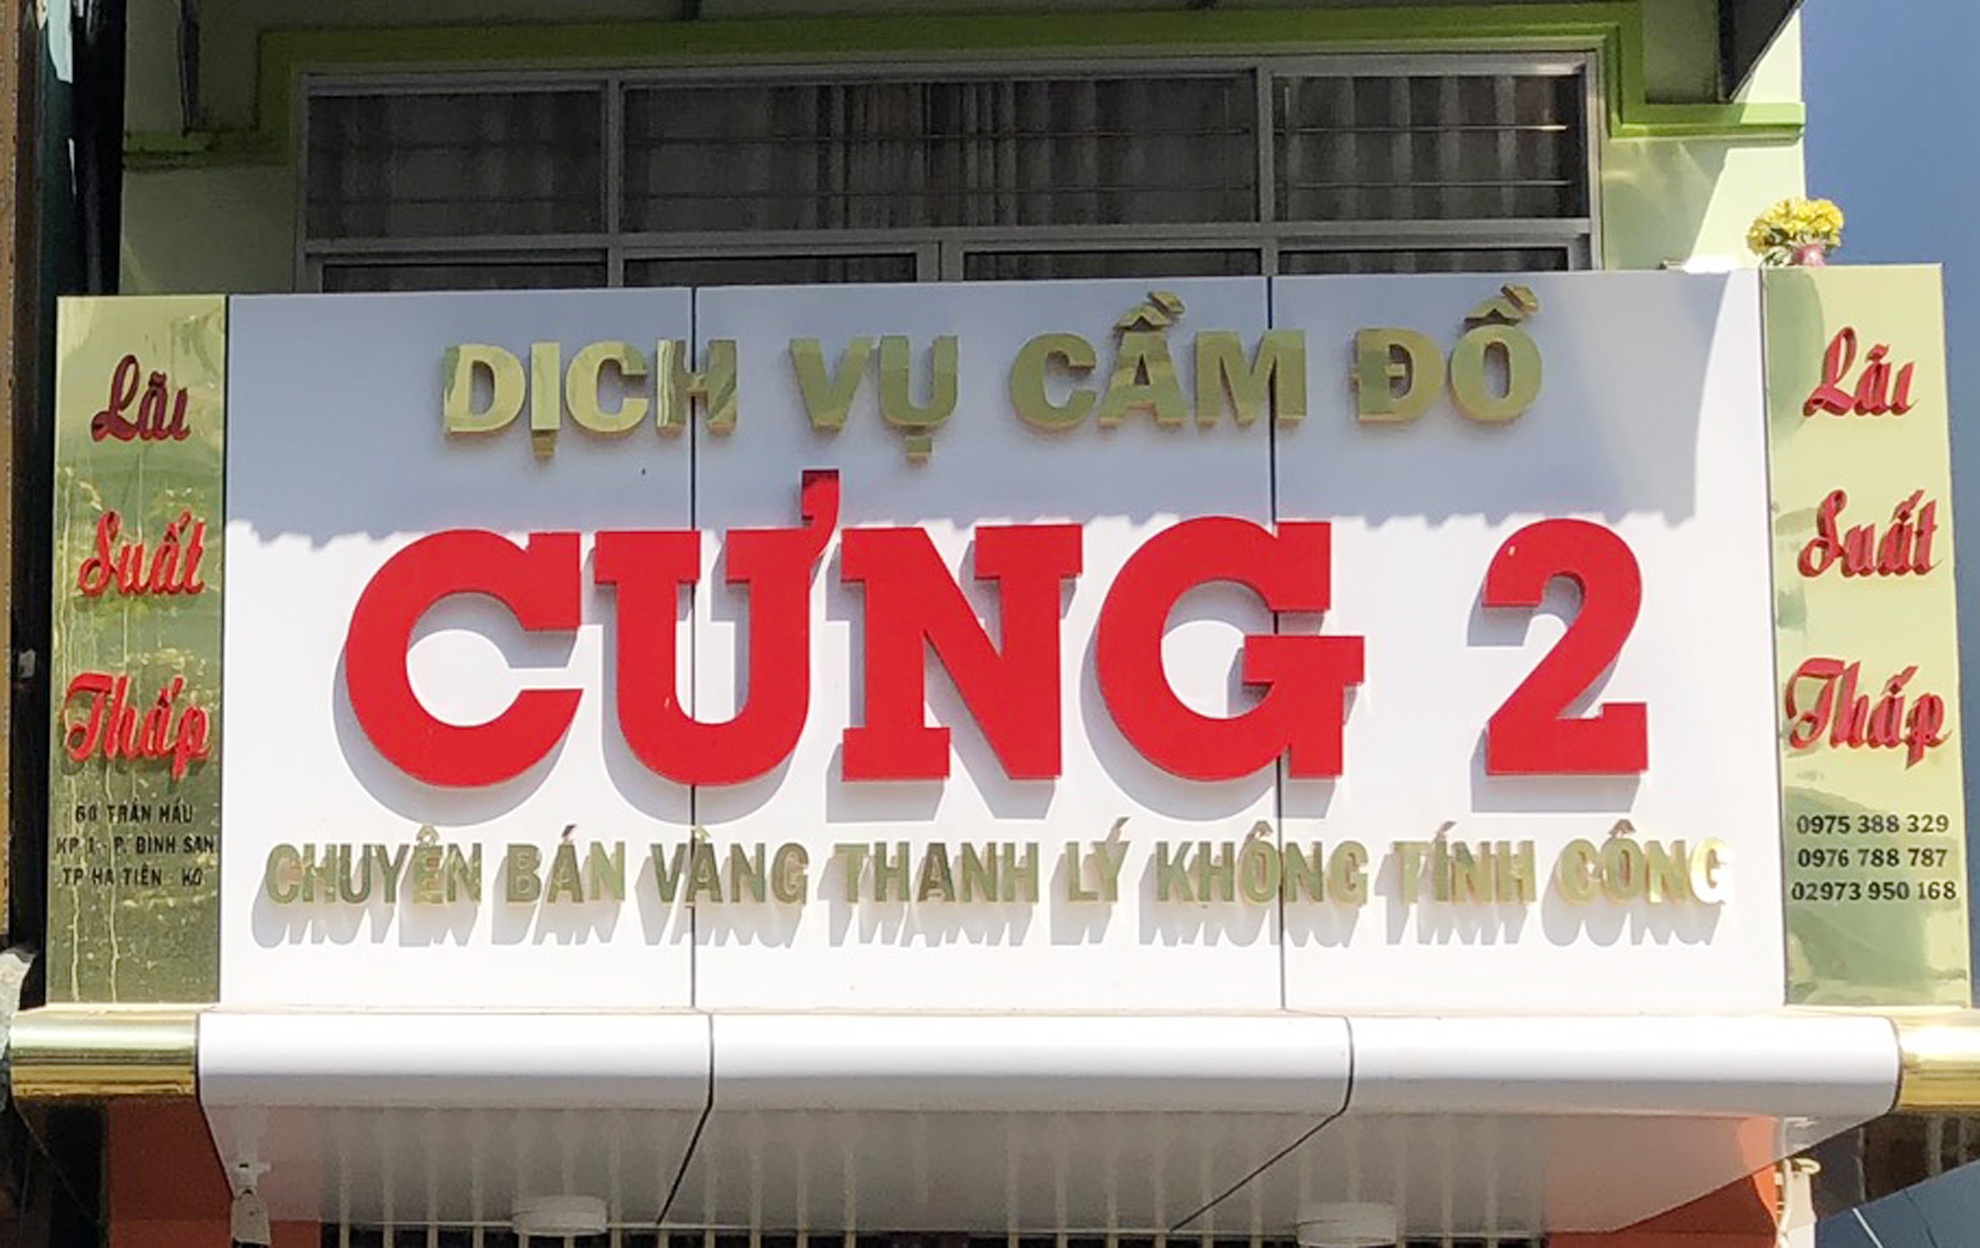 DỊCH VỤ CẦM ĐỒ
CƯNG 2
CHUYÊN BÁN VÀNG THANH LÝ KHÔNG TÍNH CÔNG
Lãi
Suất
Thấp
60 TRẦN HẦU
KP 1 - P. BÌNH SAN
TP HÀ TIÊN - KG
Lãi
Suất
Thấp
0975 388 329
0976 788 787
02973 950 168